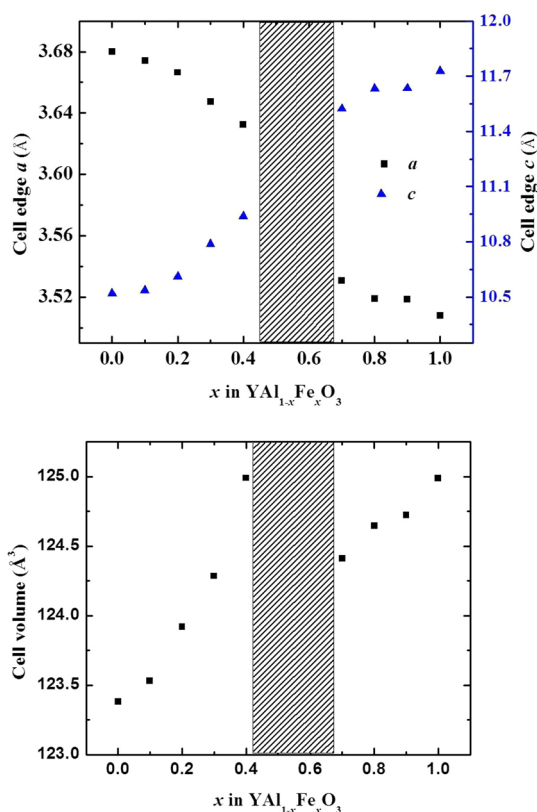 3.68
3.64
3.60
3.56
3.52
Cell edge a (Å)
12.0
11.7
11.4
11.1
10.8
10.5
Cell edge c (Å)
a
c
0.0 0.2 0.4 0.6 0.8 1.0
x in YAl1-xFexO3
125.0
124.5
124.0
123.5
123.0
Cell volume (Å3)
0.0 0.2 0.4 0.6 0.8 1.0
x in YAl1-xFexO3